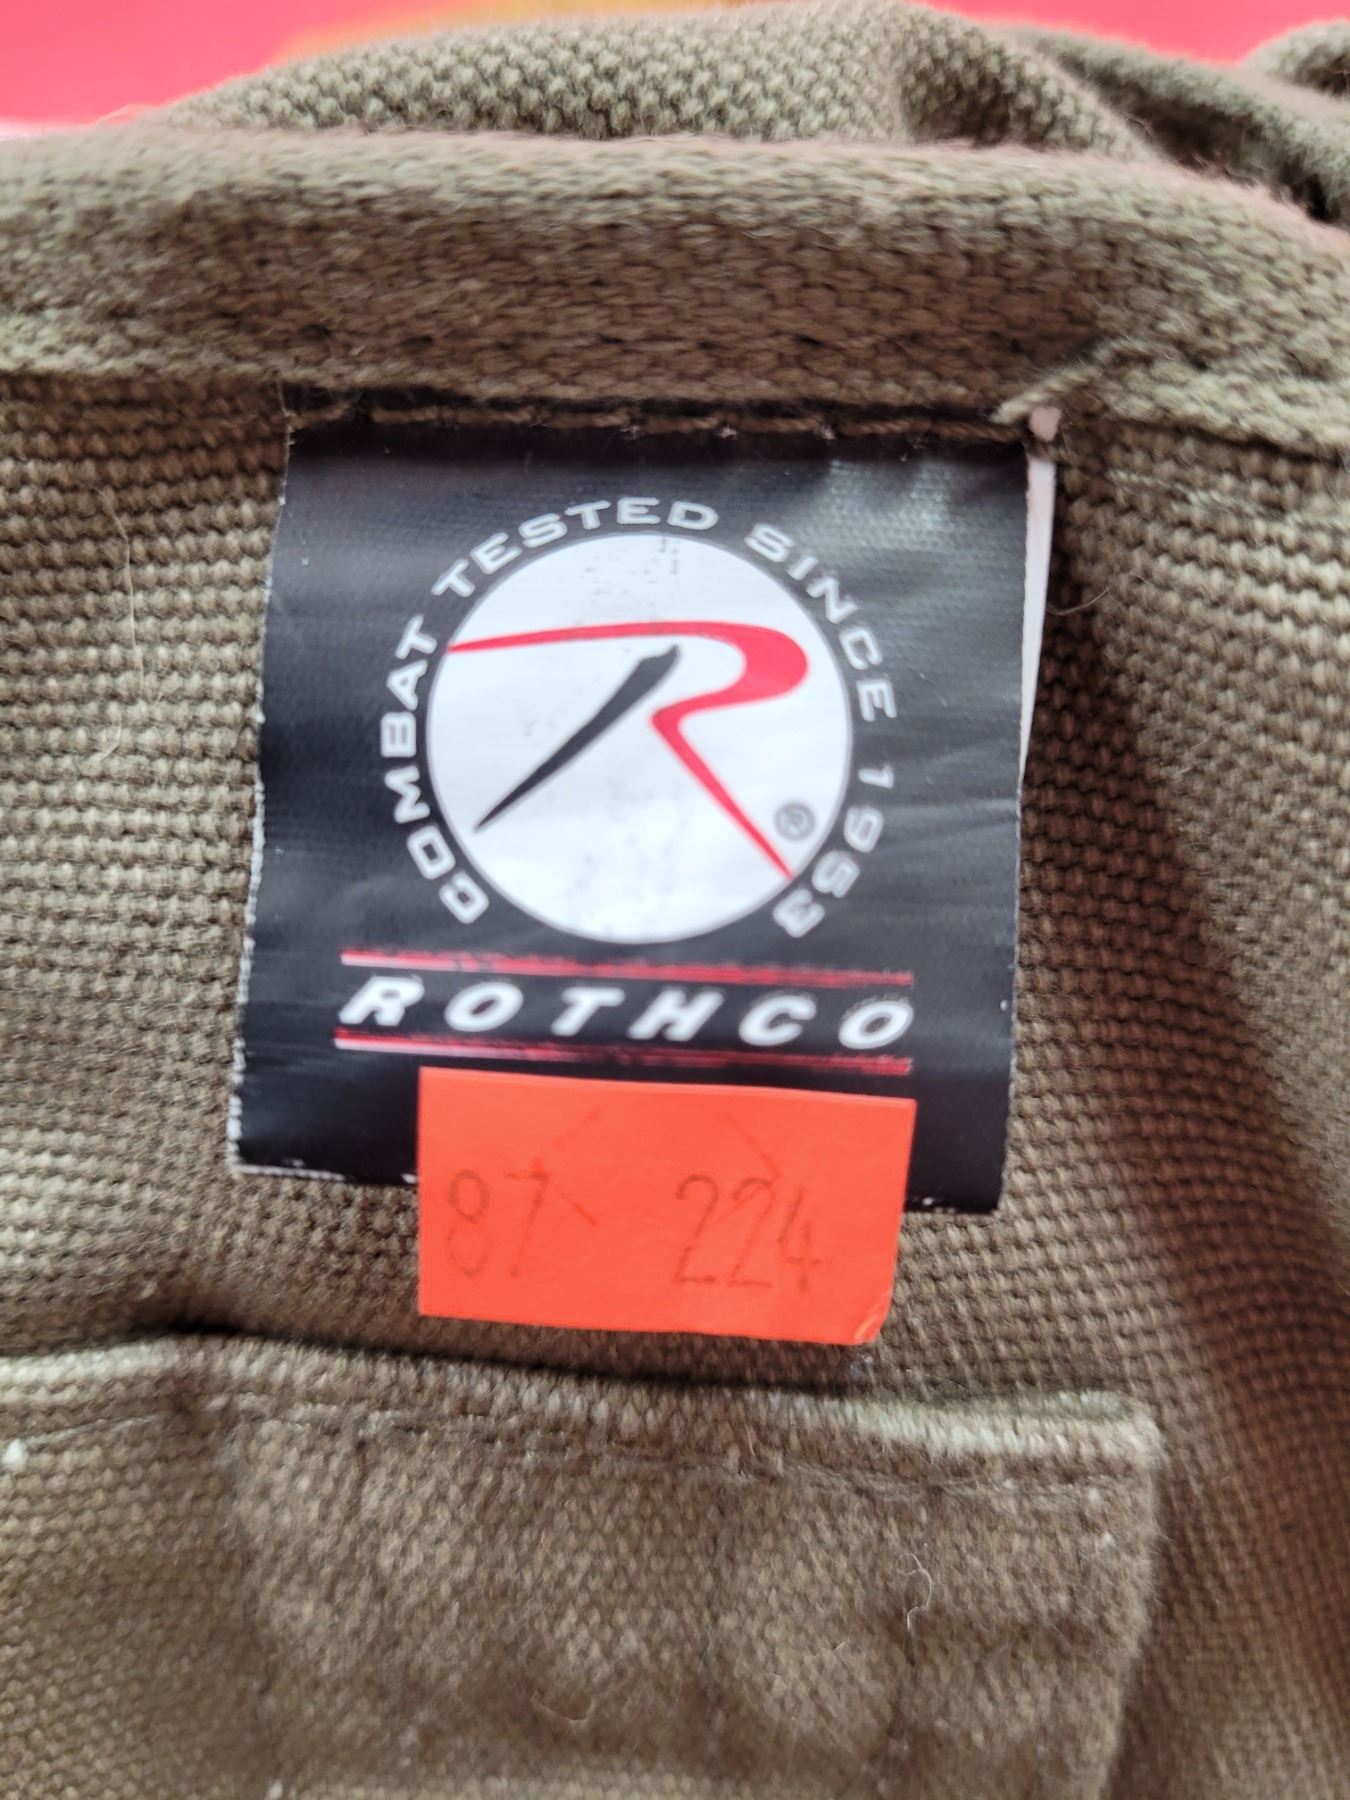 COMBAT TESTED SINCE 1953
R®
ROTHCO
87 224